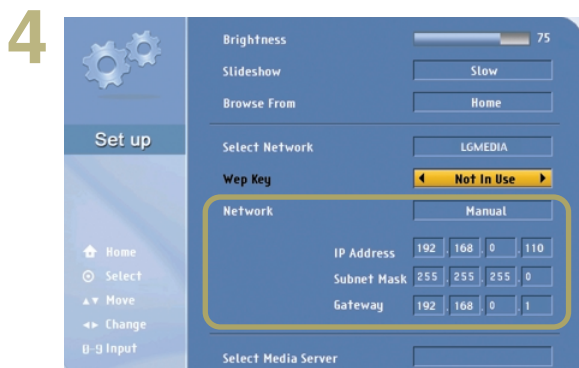 4
Brightness 75
Slideshow Slow
Browse From Home
Set up
Select Network LGMEDIA
Wep Key Not In Use
Network Manual
IP Address 192 . 168 . 0 . 110
Subnet Mask 255 . 255 . 255 . 0
Gateway 192 . 168 . 0 . 1
Home
Select
Move
Change
0-9 Input
Select Media Server